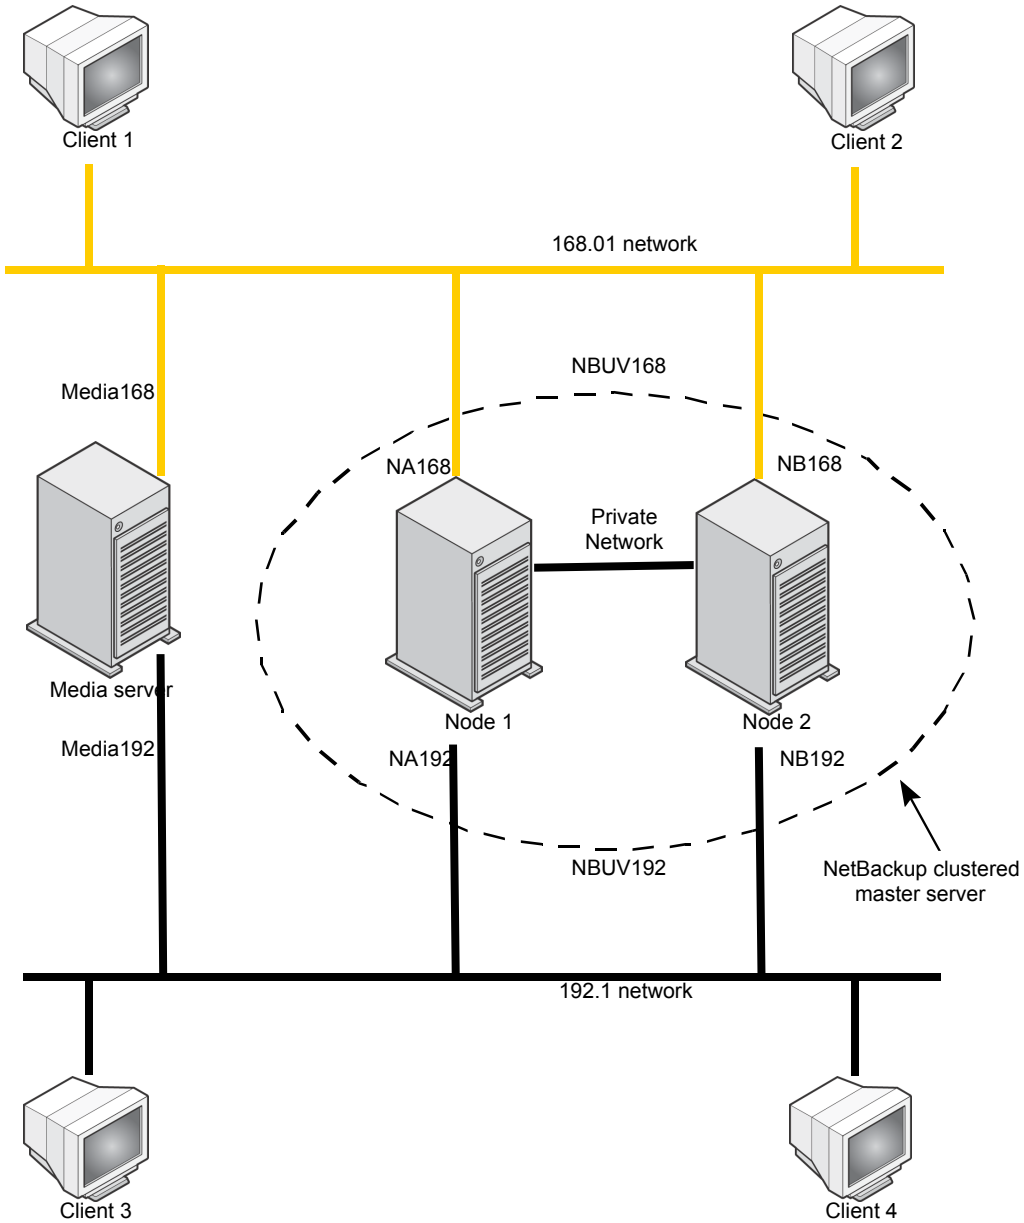 Client 1
Client 2
168.01 network
NBUV168
Media168
NA168
NB168
Private
Network
Media server
Node 1
Node 2
Media192
NA192
NB192
NBUV192
NetBackup clustered
master server
192.1 network
Client 3
Client 4